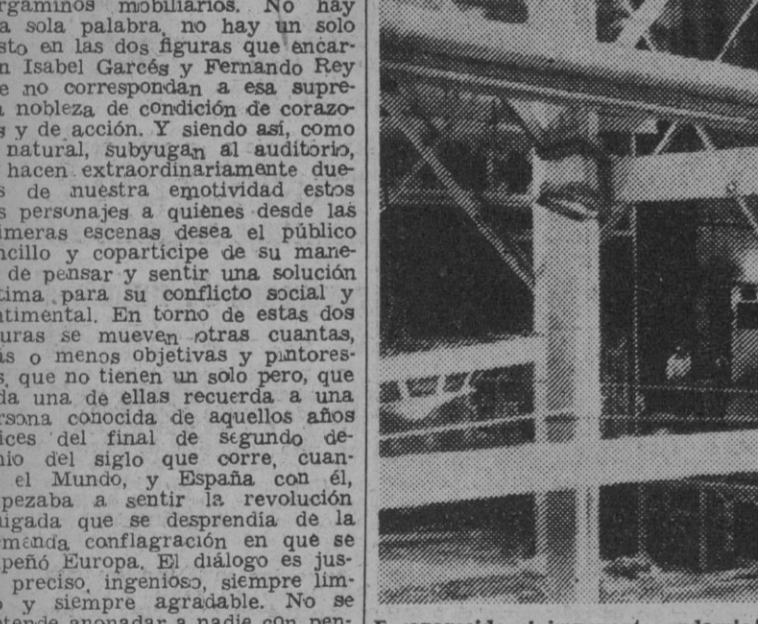 rgaminos mobiliarios. No hay
a sola palabra, no hay un solo
sto en las dos figuras que encar-
n Isabel Garcés y Fernando Rey
e no correspondan a esa supre-
a nobleza de condición de corazo-
s y de acción. Y siendo así, como
natural, subyugan al auditorio,
hacen extraordinariamente due-
s de nuestra emotividad estos
s personajes a quienes desde las
imeras escenas desea el público
ncillo y copartícipe de su mane-
de pensar y sentir una solución
tima para su conflicto social y
ntimental. En torno de estas dos
uras se mueven otras cuantas,
ás o menos objetivas y pintores-
s, que no tienen un solo pero, que
da una de ellas recuerda a una
rsona conocida de aquellos años
ices del final de segundo de-
nio del siglo que corre, cuan-
el Mundo, y España con él,
pezaba a sentir la revolución
uigada que se desprendía de la
emenda conflagración en que se
peñó Europa. El diálogo es jus-
preciso, ingenioso, siempre lim-
o y siempre agradable. No se
etende anonadar a nadie con pen-